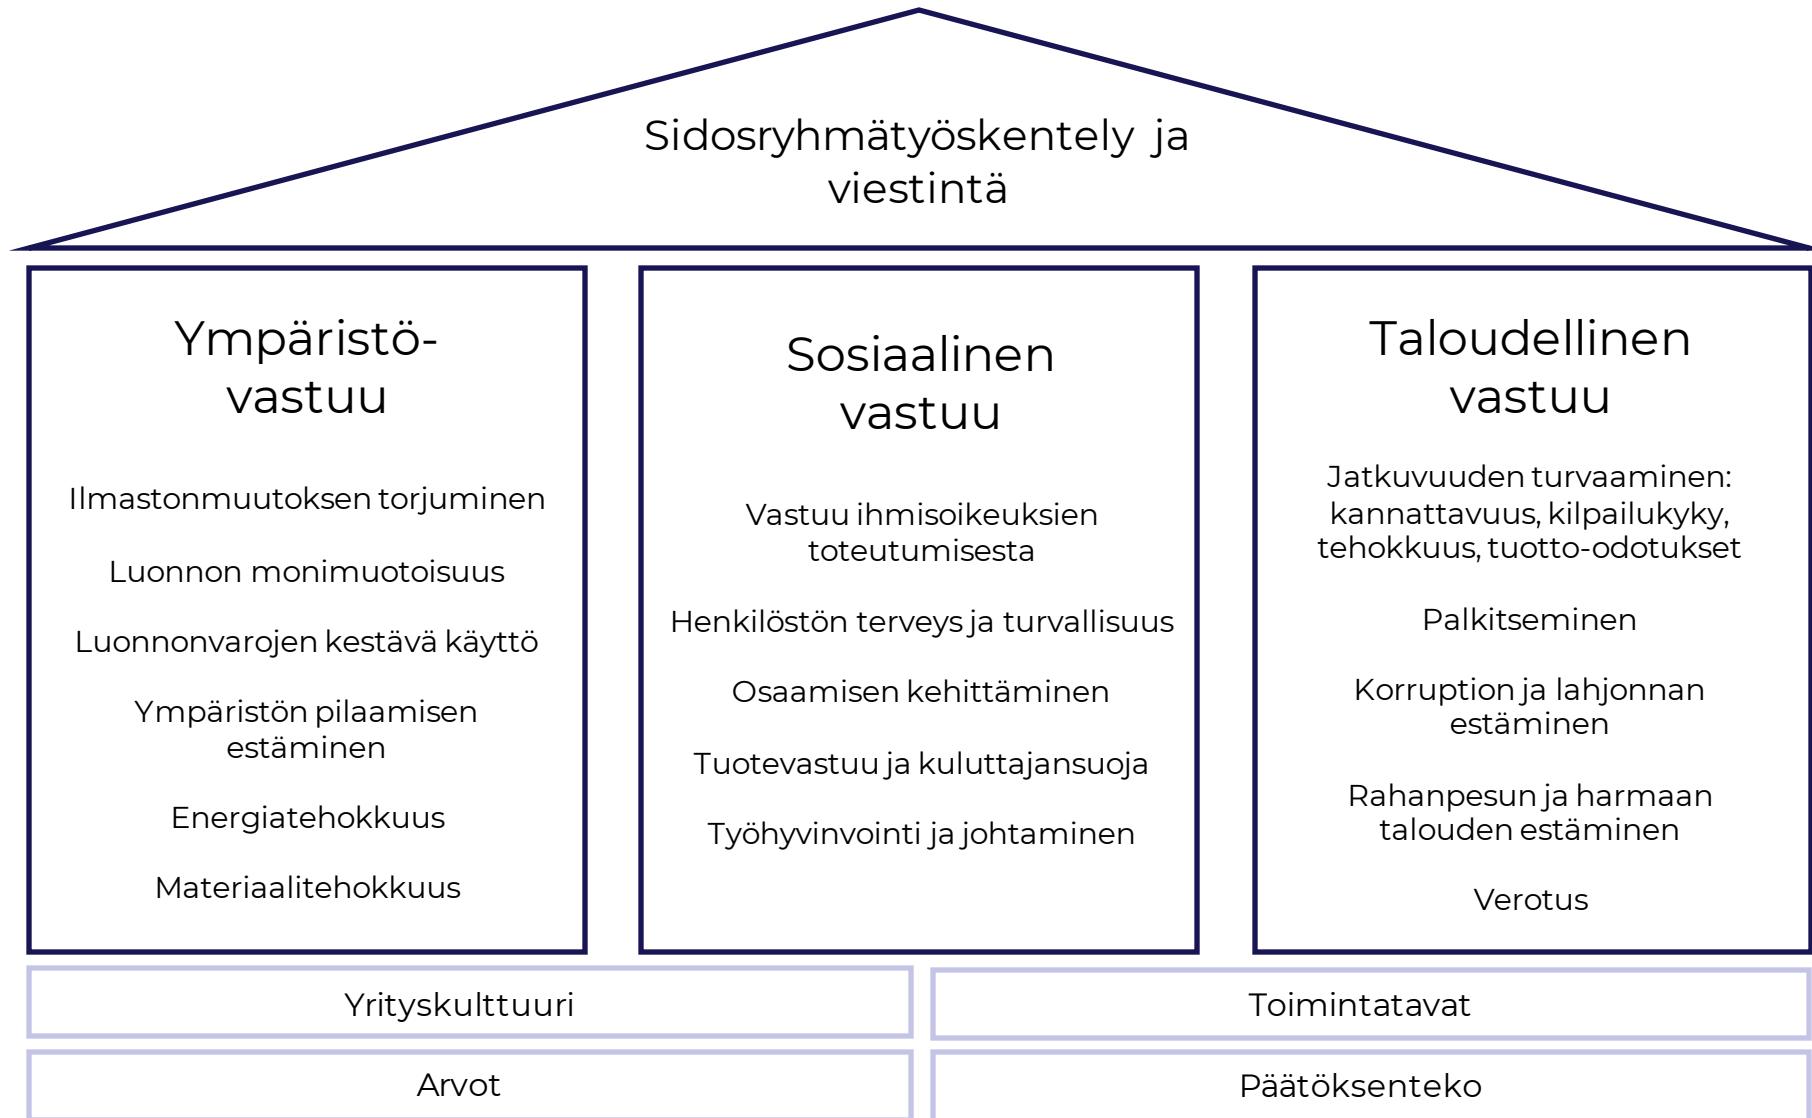 Sidosryhmätyöskentely ja
viestintä
Ympäristö-
vastuu
Ilmastonmuutoksen torjuminen
Luonnon monimuotoisuus
Luonnonvarojen kestävä käyttö
Ympäristön pilaamisen
estäminen
Energiatehokkuus
Materiaalitehokkuus
Sosiaalinen
vastuu
Vastuu ihmisoikeuksien
toteutumisesta
Henkilöstön terveys ja turvallisuus
Osaamisen kehittäminen
Tuotevastuu ja kuluttajansuoja
Työhyvinvointi ja johtaminen
Taloudellinen
vastuu
Jatkuvuuden turvaaminen:
kannattavuus, kilpailukyky,
tehokkuus, tuotto-odotukset
Palkitseminen
Korruption ja lahjonnan
estäminen
Rahanpesun ja harmaan
talouden estäminen
Verotus
Yrityskulttuuri
Toimintatavat
Arvot
Päätöksenteko